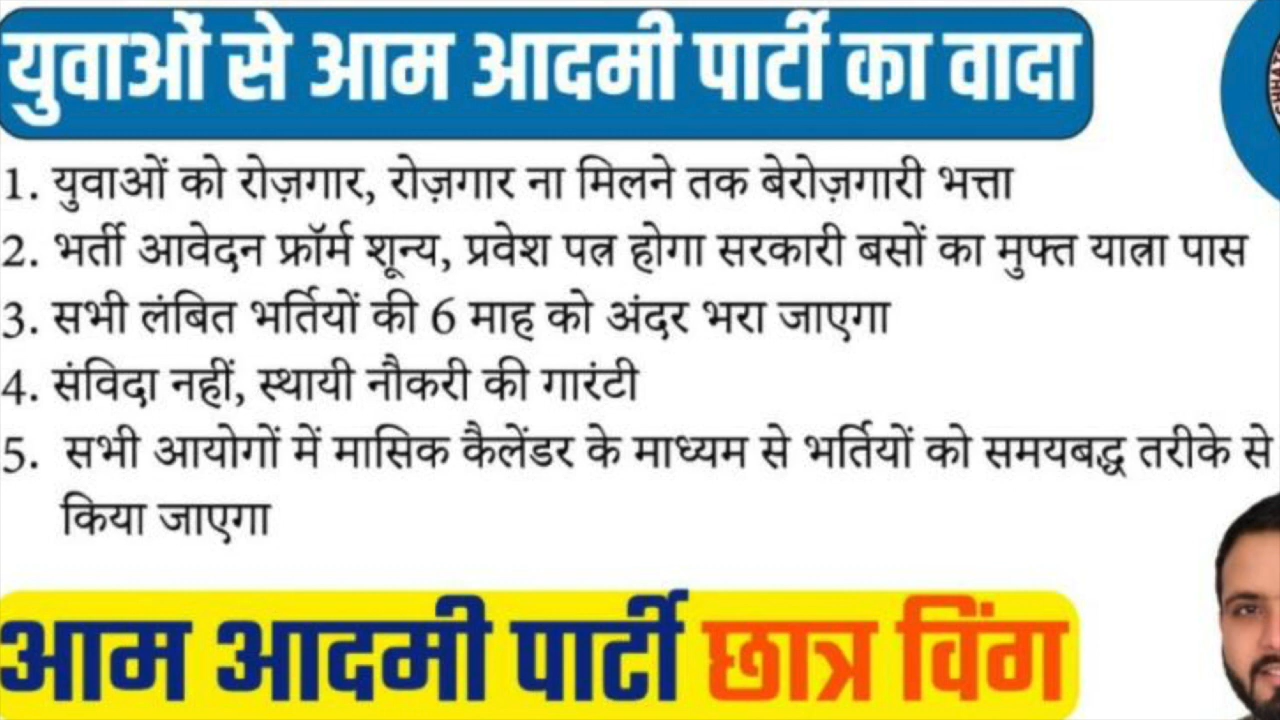 युवाओं से आम आदमी पार्टी का वादा
1. युवाओं को रोज़गार, रोज़गार ना मिलने तक बेरोज़गारी भत्ता
2. भर्ती आवेदन फ्रॉर्म शून्य, प्रवेश पत्र होगा सरकारी बसों का मुफ्त यात्रा पास
3. सभी लंबित भर्तियों की 6 माह को अंदर भरा जाएगा
4. संविदा नहीं, स्थायी नौकरी की गारंटी
5. सभी आयोगों में मासिक कैलेंडर के माध्यम से भर्तियों को समयबद्ध तरीके से
किया जाएगा
आम आदमी पार्टी छात्र विंग